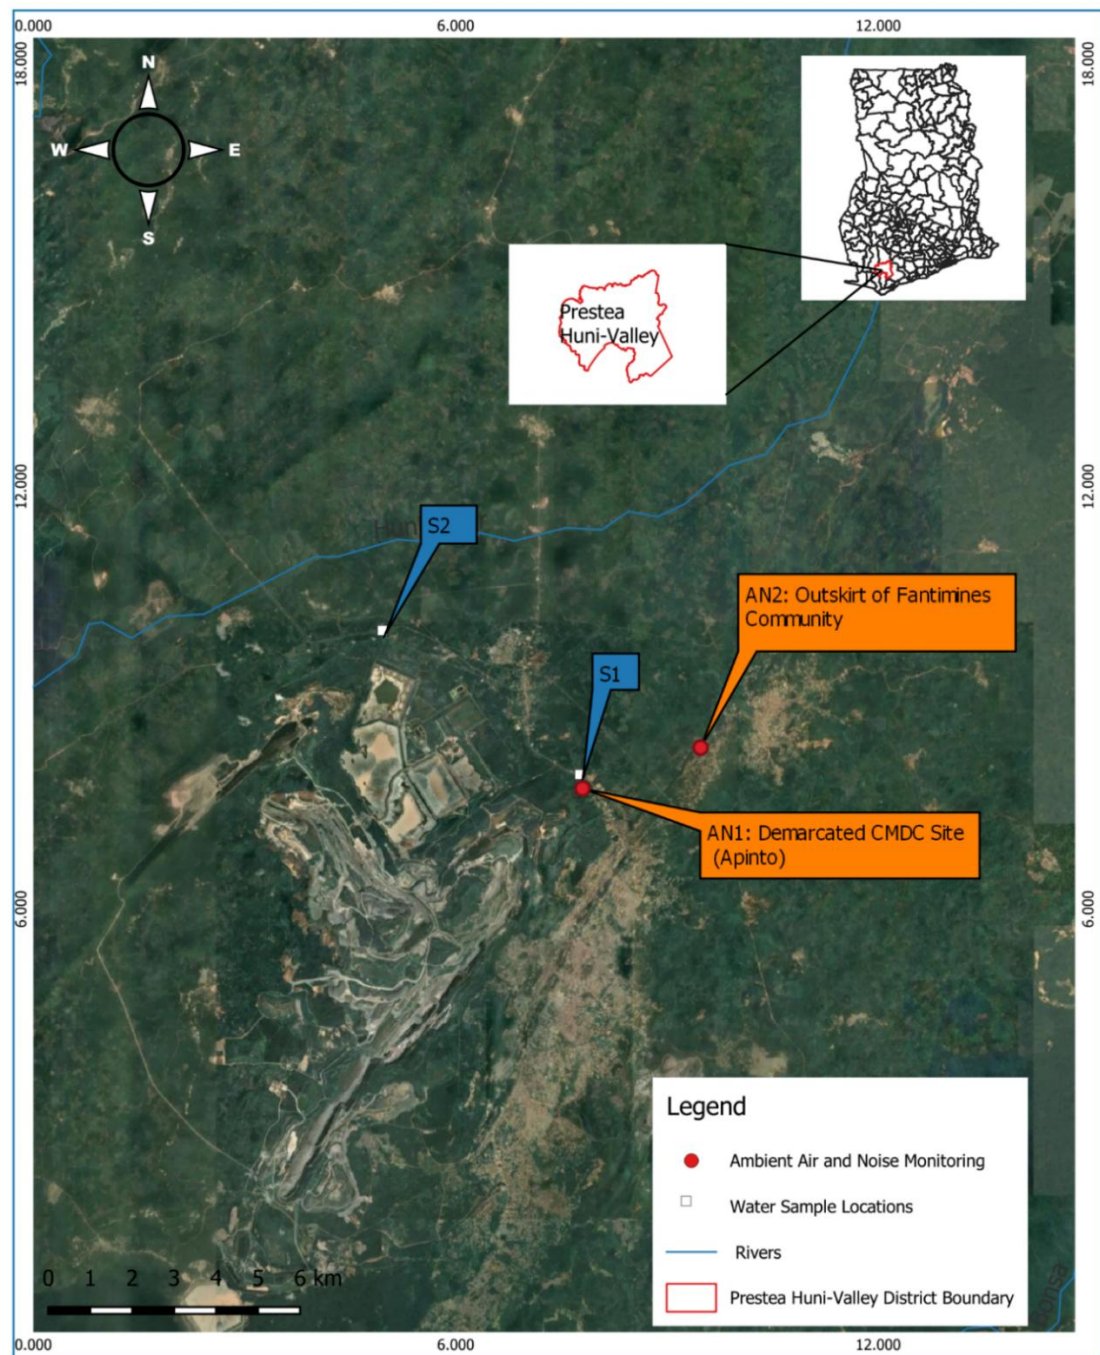 0.000
6.000
12.000
18.000
18.000
N
W
E
S
Prestea
Huni-Valley
12.000
12.000
Hun
S2
AN2: Outskirt of Fantimines
Community
S1
AN1: Demarcated CMDC Site
(Apinto)
6.000
6.000
Legend
Ambient Air and Noise Monitoring
Water Sample Locations
Rivers
Prestea Huni-Valley District Boundary
0 1 2 3 4 5 6 km
0.000
6.000
12.000